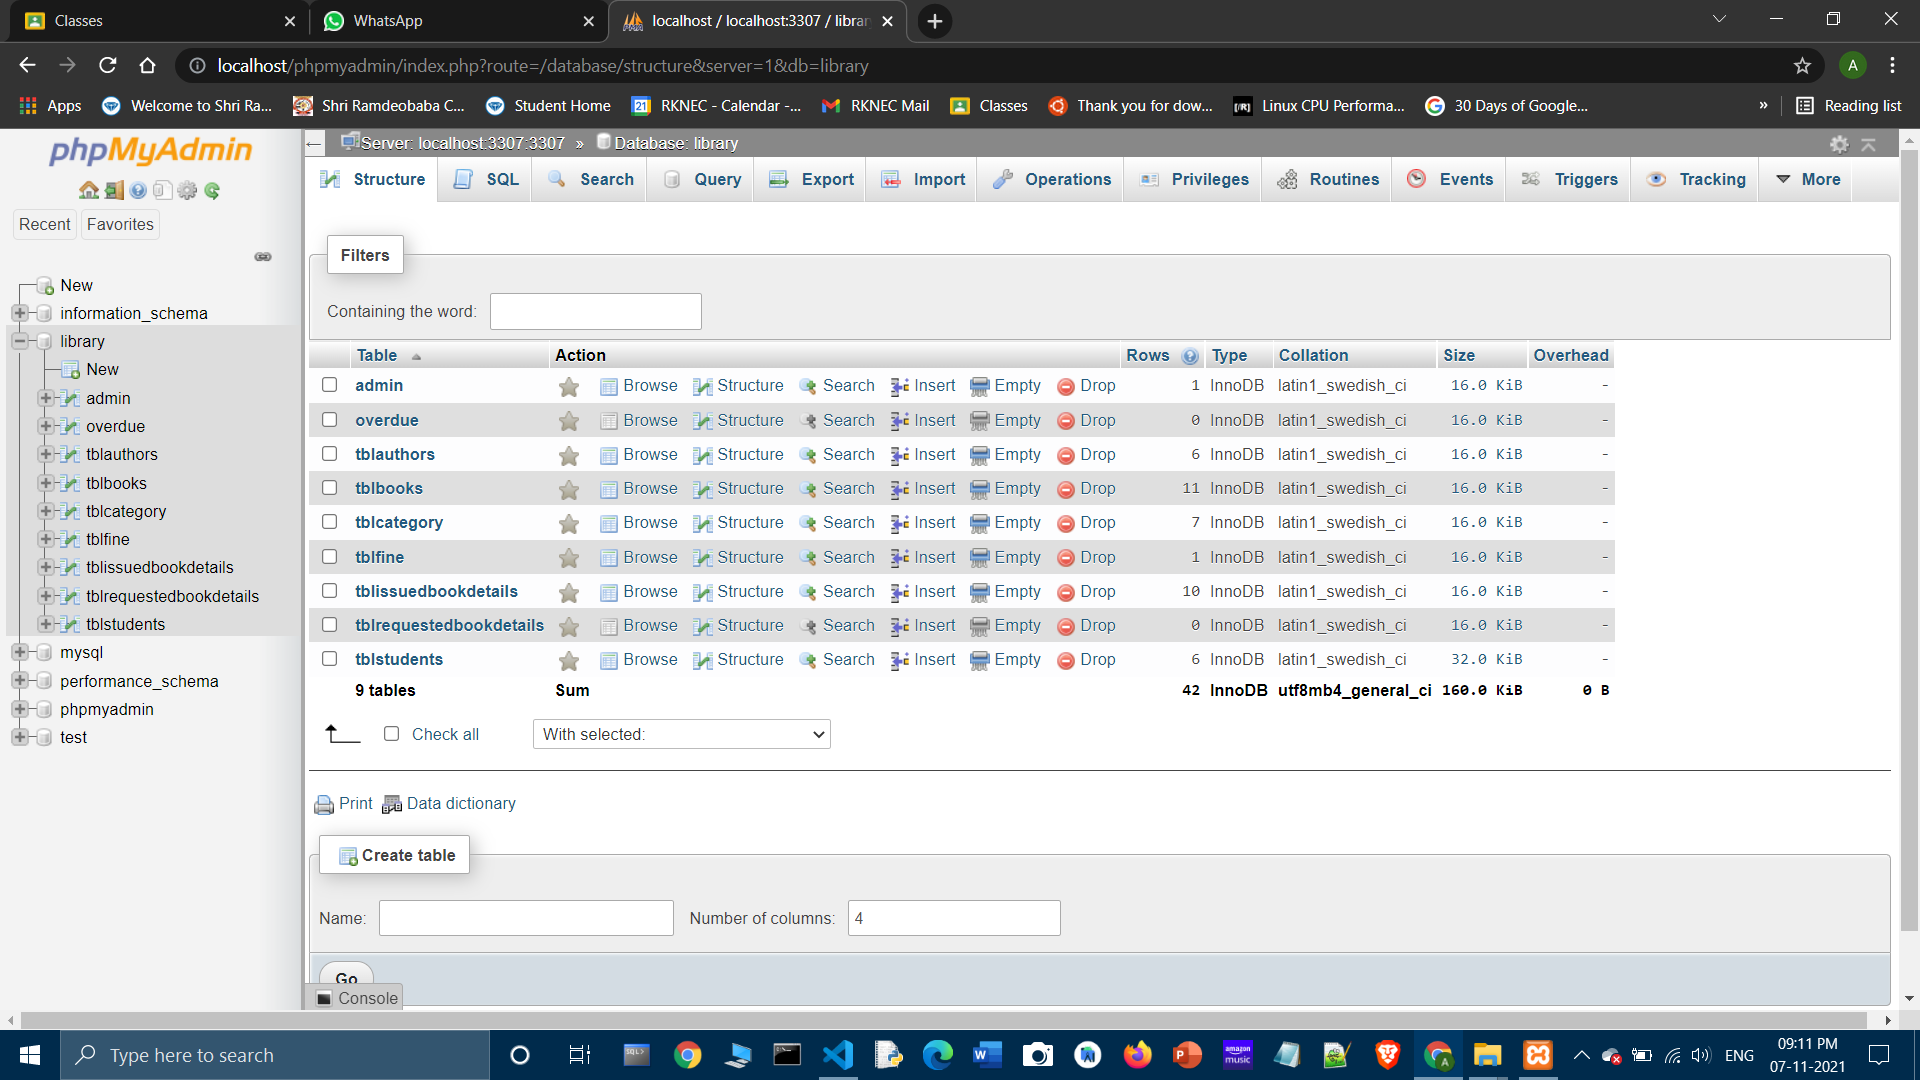 Classes
WhatsApp
localhost / localhost:3307 / librar
localhost/phpmyadmin/index.php?route=/database/structure&server=1&db=library
A
Apps
Welcome to Shri Ra...
Shri Ramdeobaba C...
Student Home
RKNEC - Calendar -...
RKNEC Mail
Classes
Thank you for dow...
Linux CPU Performa...
30 Days of Google...
»
Reading list
phpMyAdmin
Recent Favorites
New
information_schema
library
New
admin
overdue
tblauthors
tblbooks
tblcategory
tblfine
tblissuedbookdetails
tblrequestedbookdetails
tblstudents
mysql
performance_schema
phpmyadmin
test
Server: localhost:3307:3307 » Database: library
Structure SQL Search Query Export Import Operations Privileges Routines Events Triggers Tracking More
Filters
Containing the word:
Table Action Rows Type Collation Size Overhead
admin Browse Structure Search Insert Empty Drop 1 InnoDB latin1_swedish_ci 16.0 KiB -
overdue Browse Structure Search Insert Empty Drop 0 InnoDB latin1_swedish_ci 16.0 KiB -
tblauthors Browse Structure Search Insert Empty Drop 6 InnoDB latin1_swedish_ci 16.0 KiB -
tblbooks Browse Structure Search Insert Empty Drop 11 InnoDB latin1_swedish_ci 16.0 KiB -
tblcategory Browse Structure Search Insert Empty Drop 7 InnoDB latin1_swedish_ci 16.0 KiB -
tblfine Browse Structure Search Insert Empty Drop 1 InnoDB latin1_swedish_ci 16.0 KiB -
tblissuedbookdetails Browse Structure Search Insert Empty Drop 10 InnoDB latin1_swedish_ci 16.0 KiB -
tblrequestedbookdetails Browse Structure Search Insert Empty Drop 0 InnoDB latin1_swedish_ci 16.0 KiB -
tblstudents Browse Structure Search Insert Empty Drop 6 InnoDB latin1_swedish_ci 32.0 KiB -
9 tables Sum 42 InnoDB utf8mb4_general_ci 160.0 KiB 0 B
Check all With selected:
Print Data dictionary
Create table
Name: Number of columns: 4
Go
Console
Type here to search
ENG
09:11 PM
07-11-2021